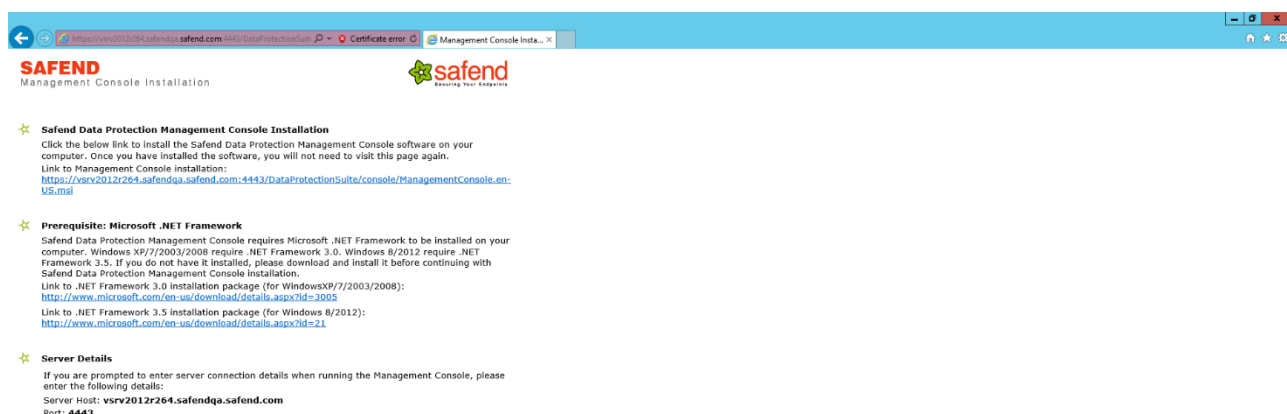 https://vsrv2012r264.safendqa.safend.com:4443/DataProtectionSuit Certificate error Management Console Insta...
SAFEND
Management Console Installation
safend
Securing Your Endpoints
Safend Data Protection Management Console Installation
Click the below link to install the Safend Data Protection Management Console software on your
computer. Once you have installed the software, you will not need to visit this page again.
Link to Management Console installation:
https://vsrv2012r264.safendqa.safend.com:4443/DataProtectionSuite/console/ManagementConsole.en-
US.msi
Prerequisite: Microsoft .NET Framework
Safend Data Protection Management Console requires Microsoft .NET Framework to be installed on your
computer. Windows XP/7/2003/2008 require .NET Framework 3.0. Windows 8/2012 require .NET
Framework 3.5. If you do not have it installed, please download and install it before continuing with
Safend Data Protection Management Console installation.
Link to .NET Framework 3.0 installation package (for WindowsXP/7/2003/2008):
http://www.microsoft.com/en-us/download/details.aspx?id=3005
Link to .NET Framework 3.5 installation package (for Windows 8/2012):
http://www.microsoft.com/en-us/download/details.aspx?id=21
Server Details
If you are prompted to enter server connection details when running the Management Console, please
enter the following details:
Server Host: vsrv2012r264.safendqa.safend.com
Port: 4443